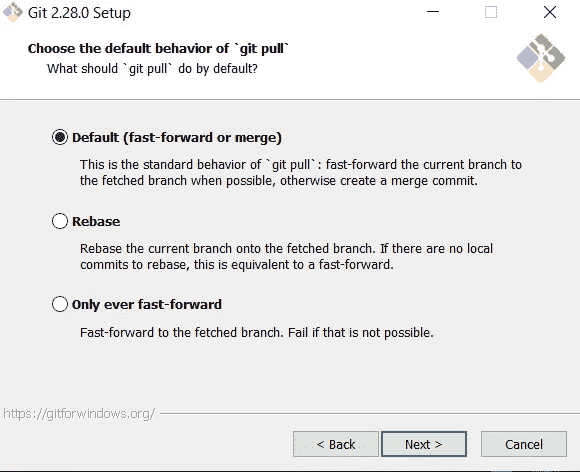 Git 2.28.0 Setup
Choose the default behavior of `git pull`
What should `git pull` do by default?
Default (fast-forward or merge)
This is the standard behavior of `git pull`: fast-forward the current branch to
the fetched branch when possible, otherwise create a merge commit.
Rebase
Rebase the current branch onto the fetched branch. If there are no local
commits to rebase, this is equivalent to a fast-forward.
Only ever fast-forward
Fast-forward to the fetched branch. Fail if that is not possible.
https://gitforwindows.org/
< Back Next > Cancel